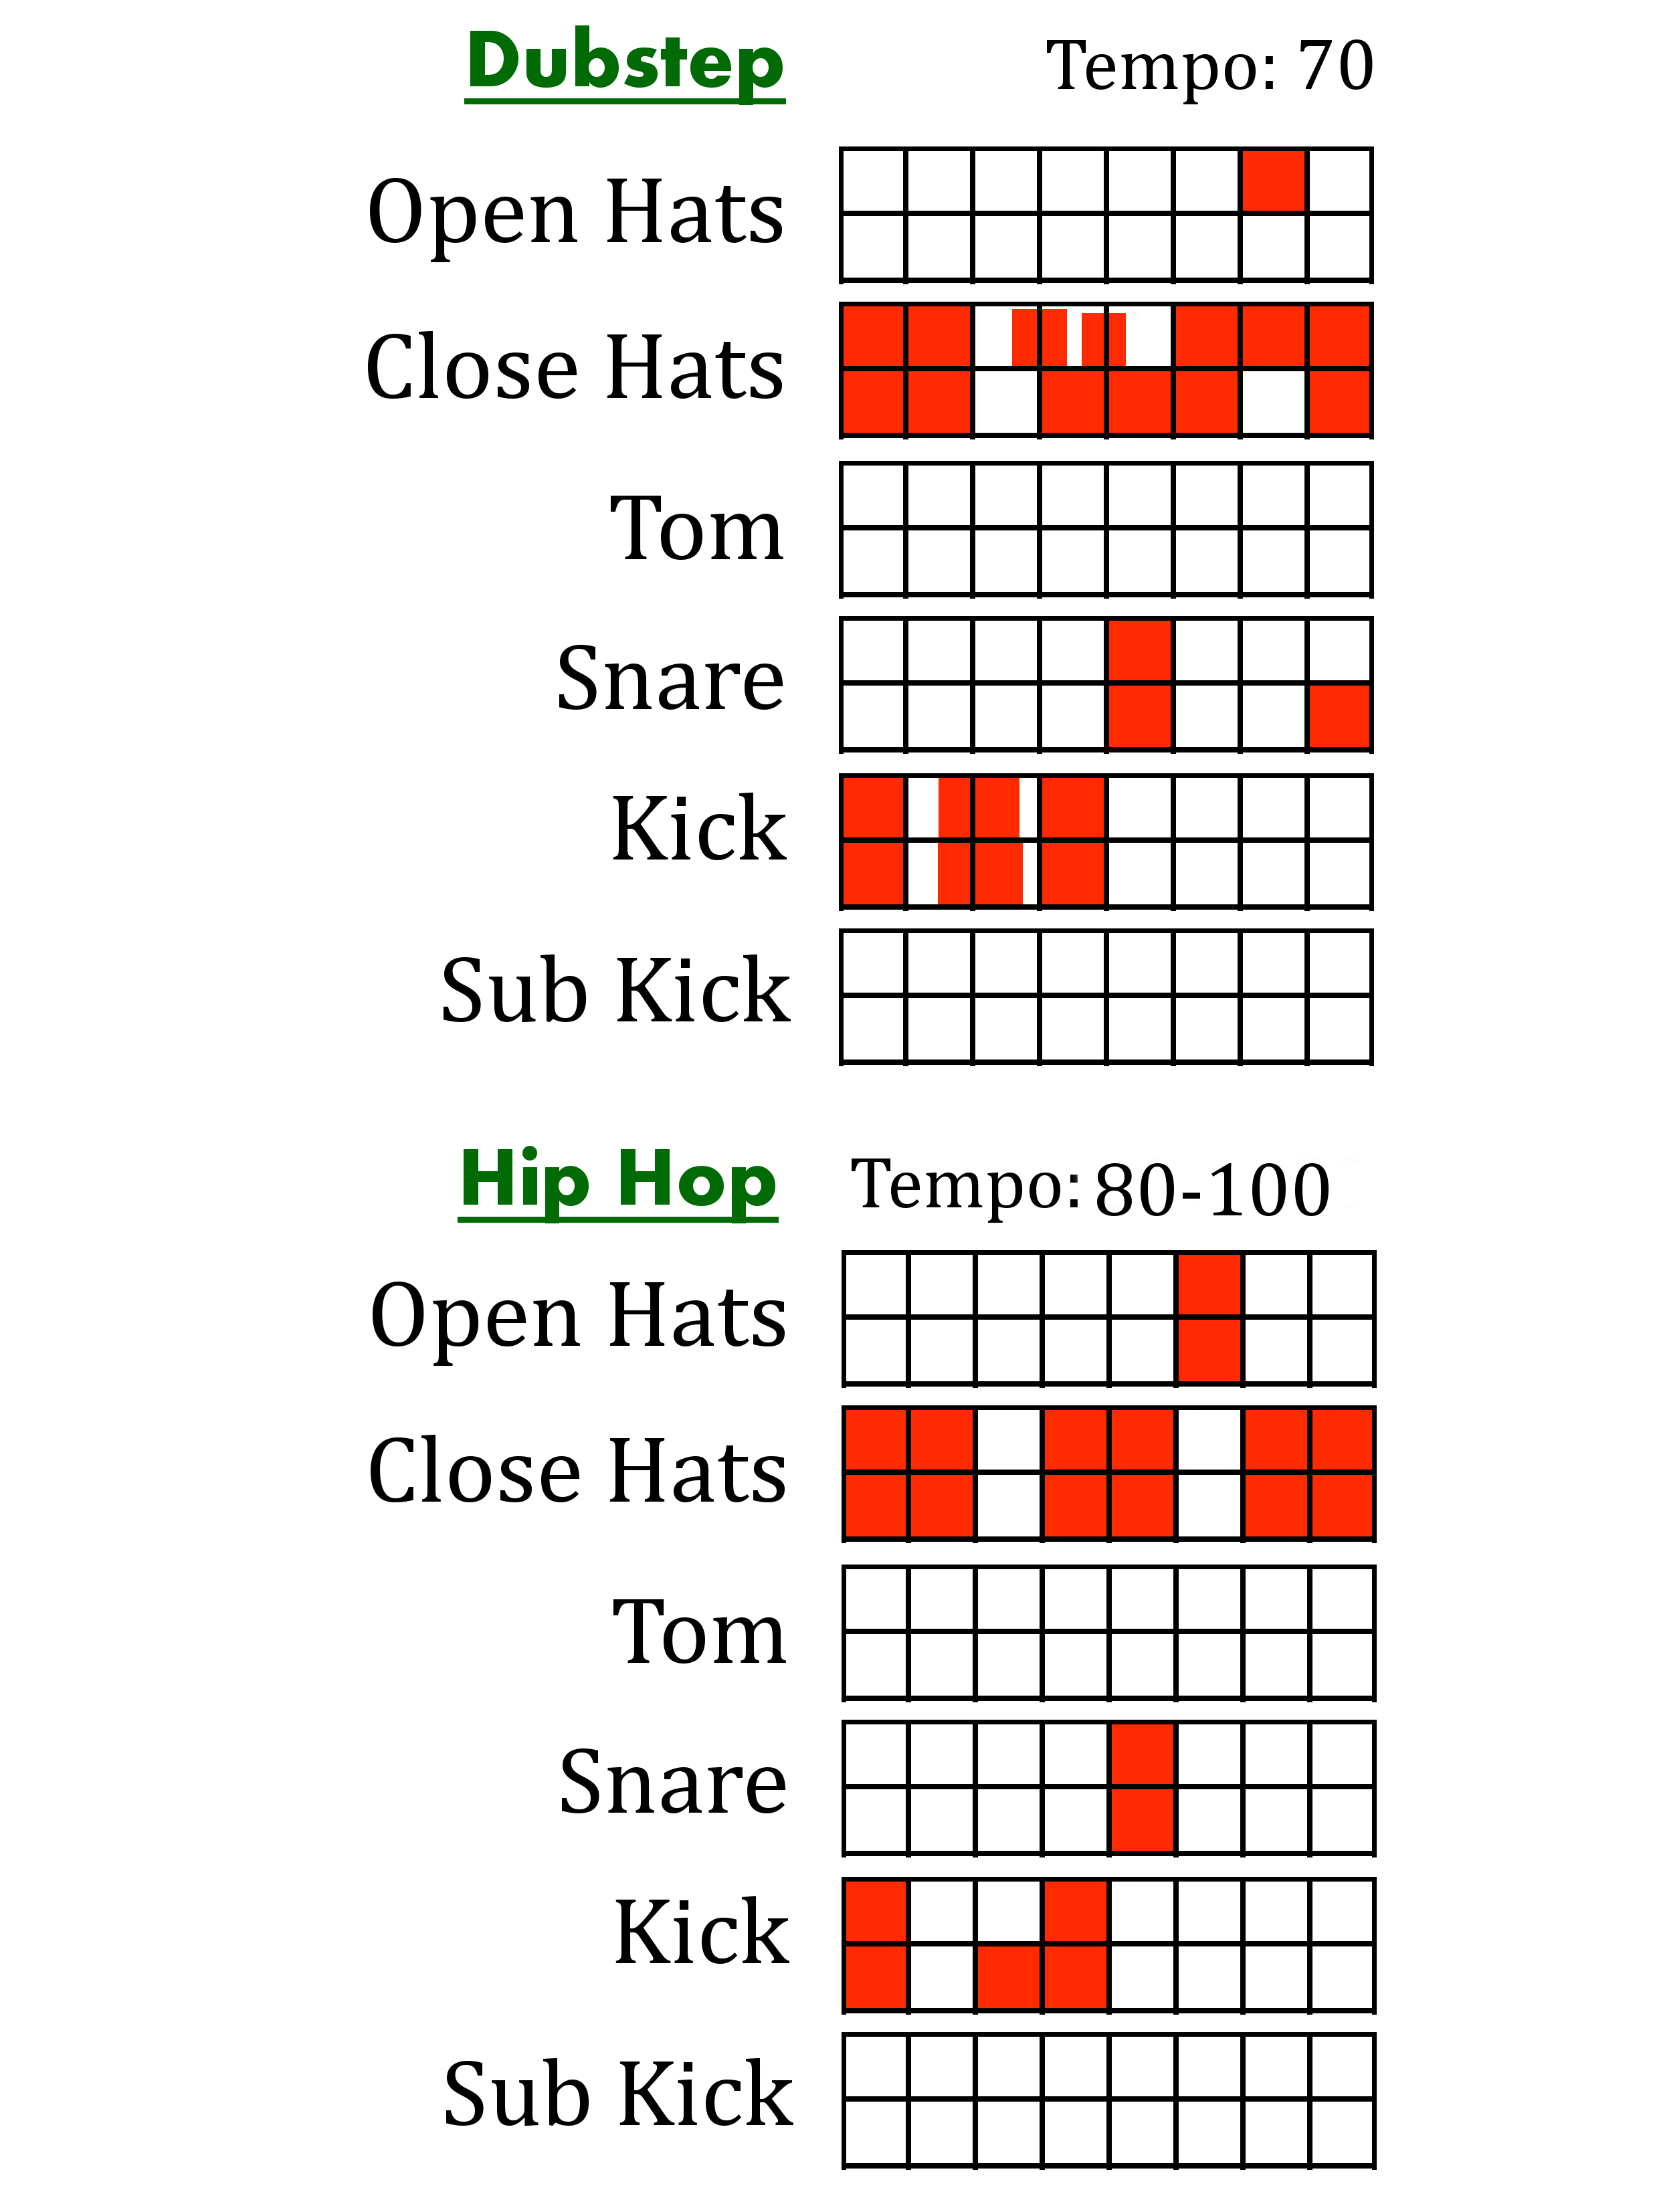 Dubstep Tempo: 70
Open Hats
Close Hats
Tom
Snare
Kick
Sub Kick
Hip Hop Tempo: 80-100
Open Hats
Close Hats
Tom
Snare
Kick
Sub Kick